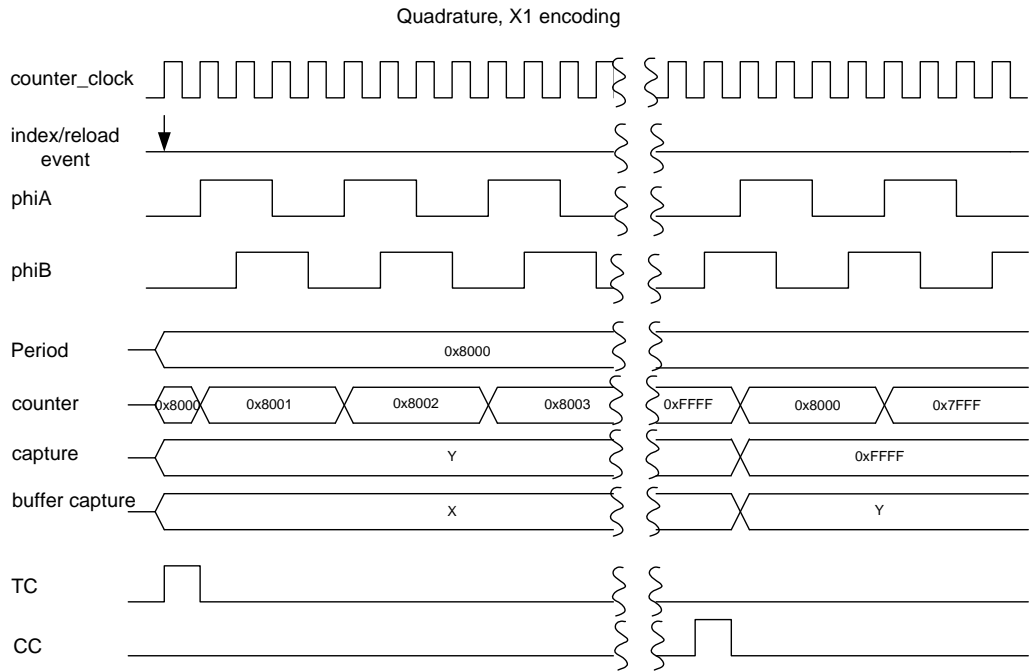 Quadrature, X1 encoding
counter_clock
index/reload
event
phiA
phiB
Period
0x8000
counter
0x8000 0x8001 0x8002 0x8003 0xFFFF 0x8000 0x7FFF
capture
Y 0xFFFF
buffer capture
X Y
TC
CC